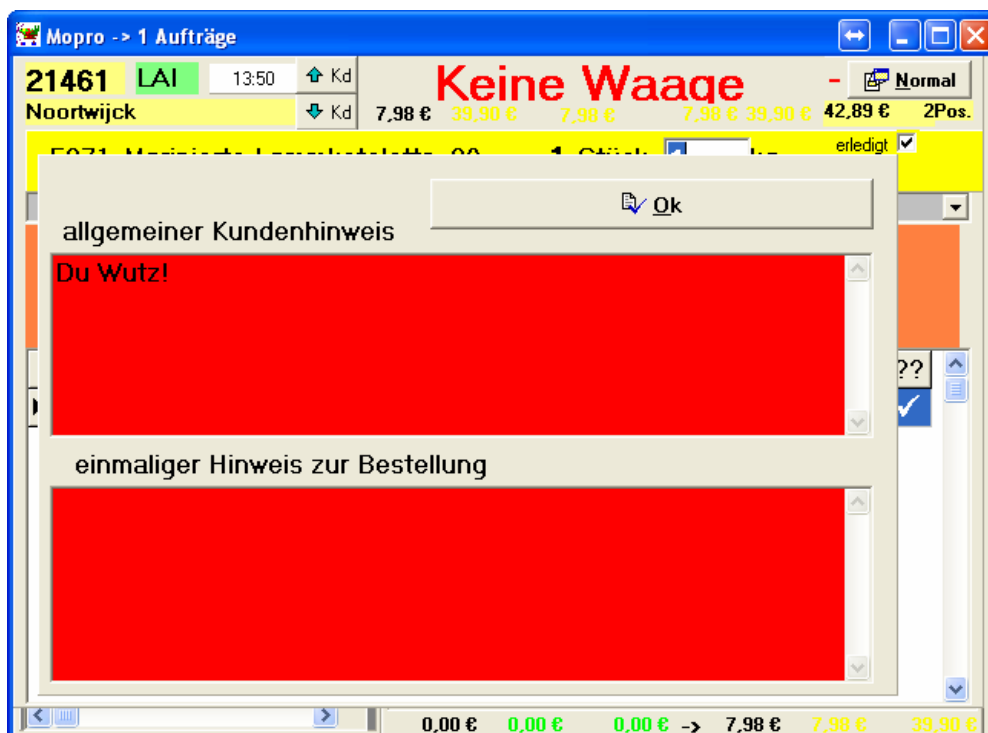 Mopro -> 1 Aufträge
21461 LAI 13:50 Kd Keine Waage - Normal
Noortwijck Kd 7,98 € 39,90 € 7,98 € 7,98 € 39,90 € 42,89 € 2Pos.
erledigt
1 Stück
Ok
allgemeiner Kundenhinweis
Du Wutz!
??
einmaliger Hinweis zur Bestellung
0,00 € 0,00 € 0,00 € -> 7,98 € 7,98 € 39,90 €